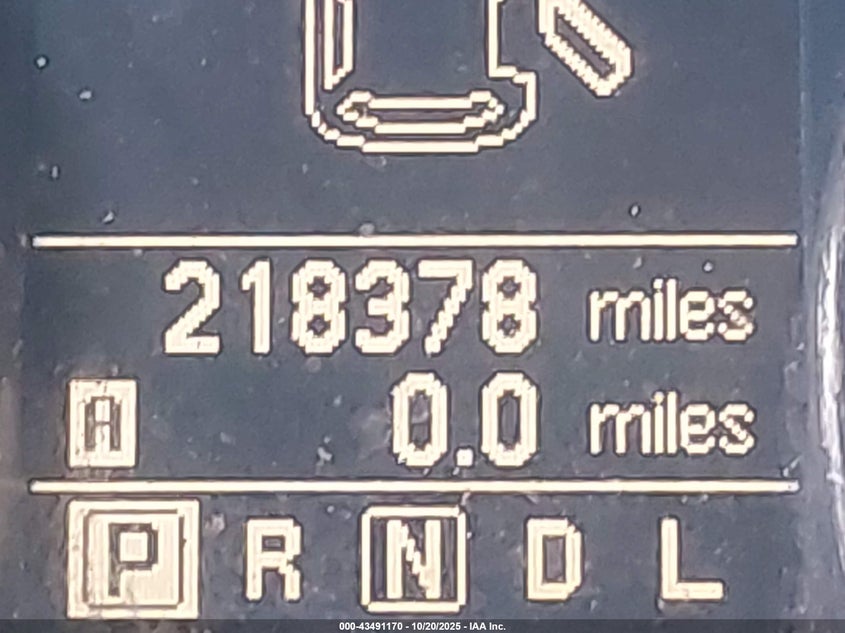 218378 miles
A 0.0 miles
P R N D L
000-43491170 - 10/20/2025 - IAA Inc.